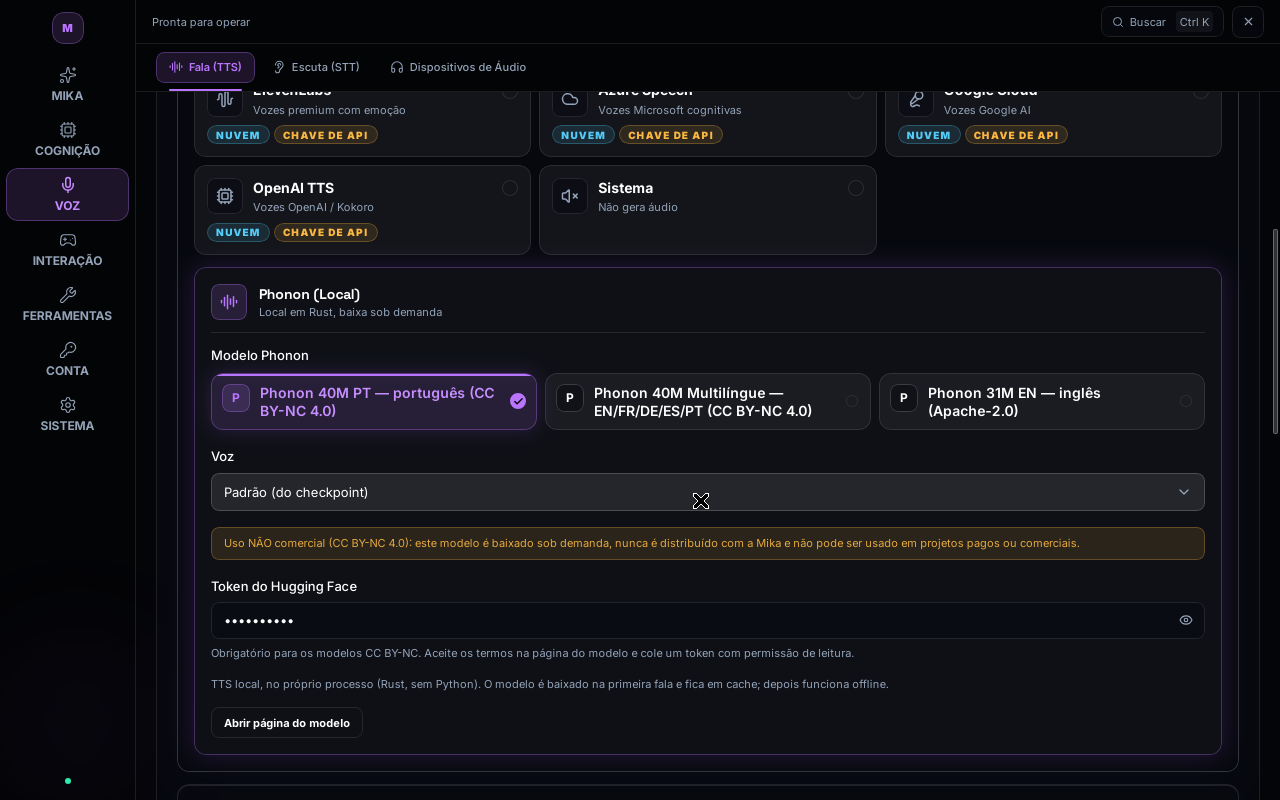 M
MIKA
COGNIÇÃO
VOZ
INTERAÇÃO
FERRAMENTAS
CONTA
SISTEMA
Pronta para operar
Buscar Ctrl K
Fala (TTS)
Escuta (STT)
Dispositivos de Áudio
ElevenLabs
Vozes premium com emoção
NUVEM CHAVE DE API
Azure Speech
Vozes Microsoft cognitivas
NUVEM CHAVE DE API
Google Cloud
Vozes Google AI
NUVEM CHAVE DE API
OpenAI TTS
Vozes OpenAI / Kokoro
NUVEM CHAVE DE API
Sistema
Não gera áudio
Phonon (Local)
Local em Rust, baixa sob demanda
Modelo Phonon
P
Phonon 40M PT — português (CC
BY-NC 4.0)
P
Phonon 40M Multilíngue —
EN/FR/DE/ES/PT (CC BY-NC 4.0)
P
Phonon 31M EN — inglês
(Apache-2.0)
Voz
Padrão (do checkpoint)
Uso NÃO comercial (CC BY-NC 4.0): este modelo é baixado sob demanda, nunca é distribuído com a Mika e não pode ser usado em projetos pagos ou comerciais.
Token do Hugging Face
••••••••••
Obrigatório para os modelos CC BY-NC. Aceite os termos na página do modelo e cole um token com permissão de leitura.
TTS local, no próprio processo (Rust, sem Python). O modelo é baixado na primeira fala e fica em cache; depois funciona offline.
Abrir página do modelo